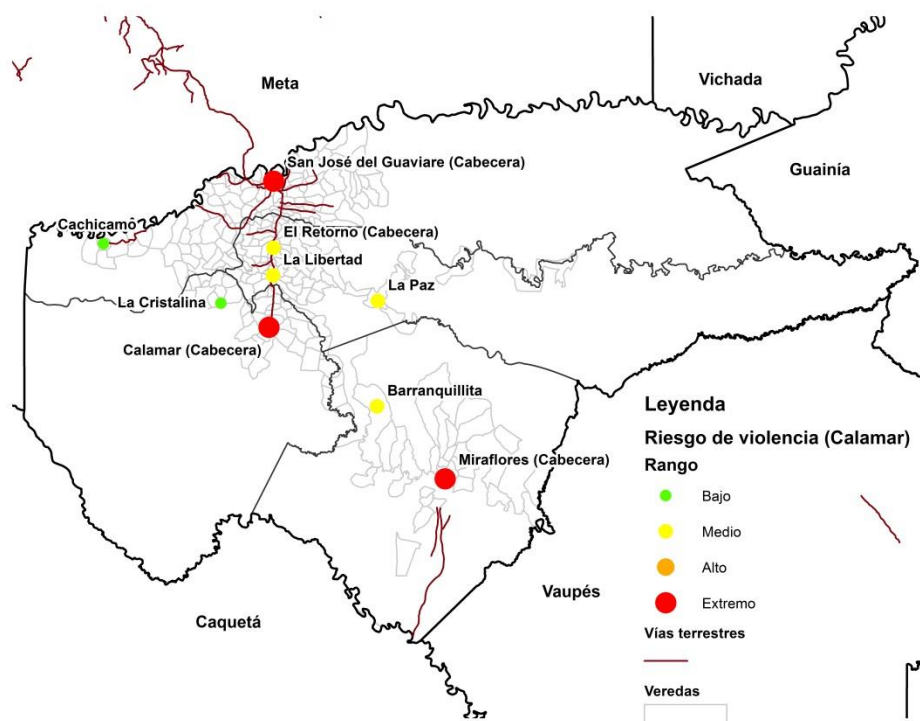 Meta
Vichada
Guainía
San José del Guaviare (Cabecera)
Cachicamo
El Retorno (Cabecera)
La Libertad
La Paz
La Cristalina
Calamar (Cabecera)
Barranquillita
Miraflores (Cabecera)
Caquetá
Vaupés
Leyenda
Riesgo de violencia (Calamar)
Rango
Bajo
Medio
Alto
Extremo
Vías terrestres
Veredas